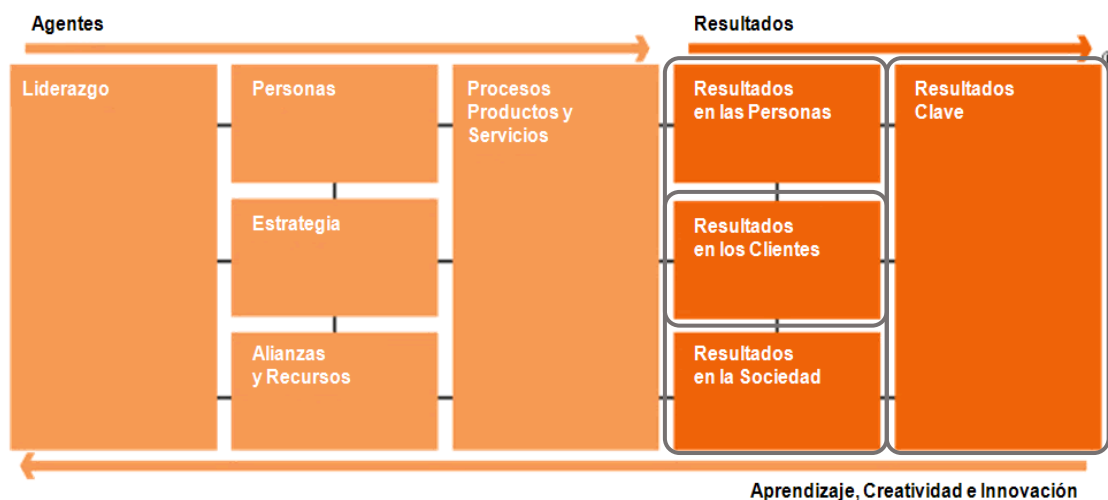 Agentes
Resultados
Liderazgo
Personas
Procesos
Productos y
Servicios
Resultados
en las Personas
Resultados
Clave
Estrategia
Resultados
en los Clientes
Alianzas
y Recursos
Resultados
en la Sociedad
Aprendizaje, Creatividad e Innovación